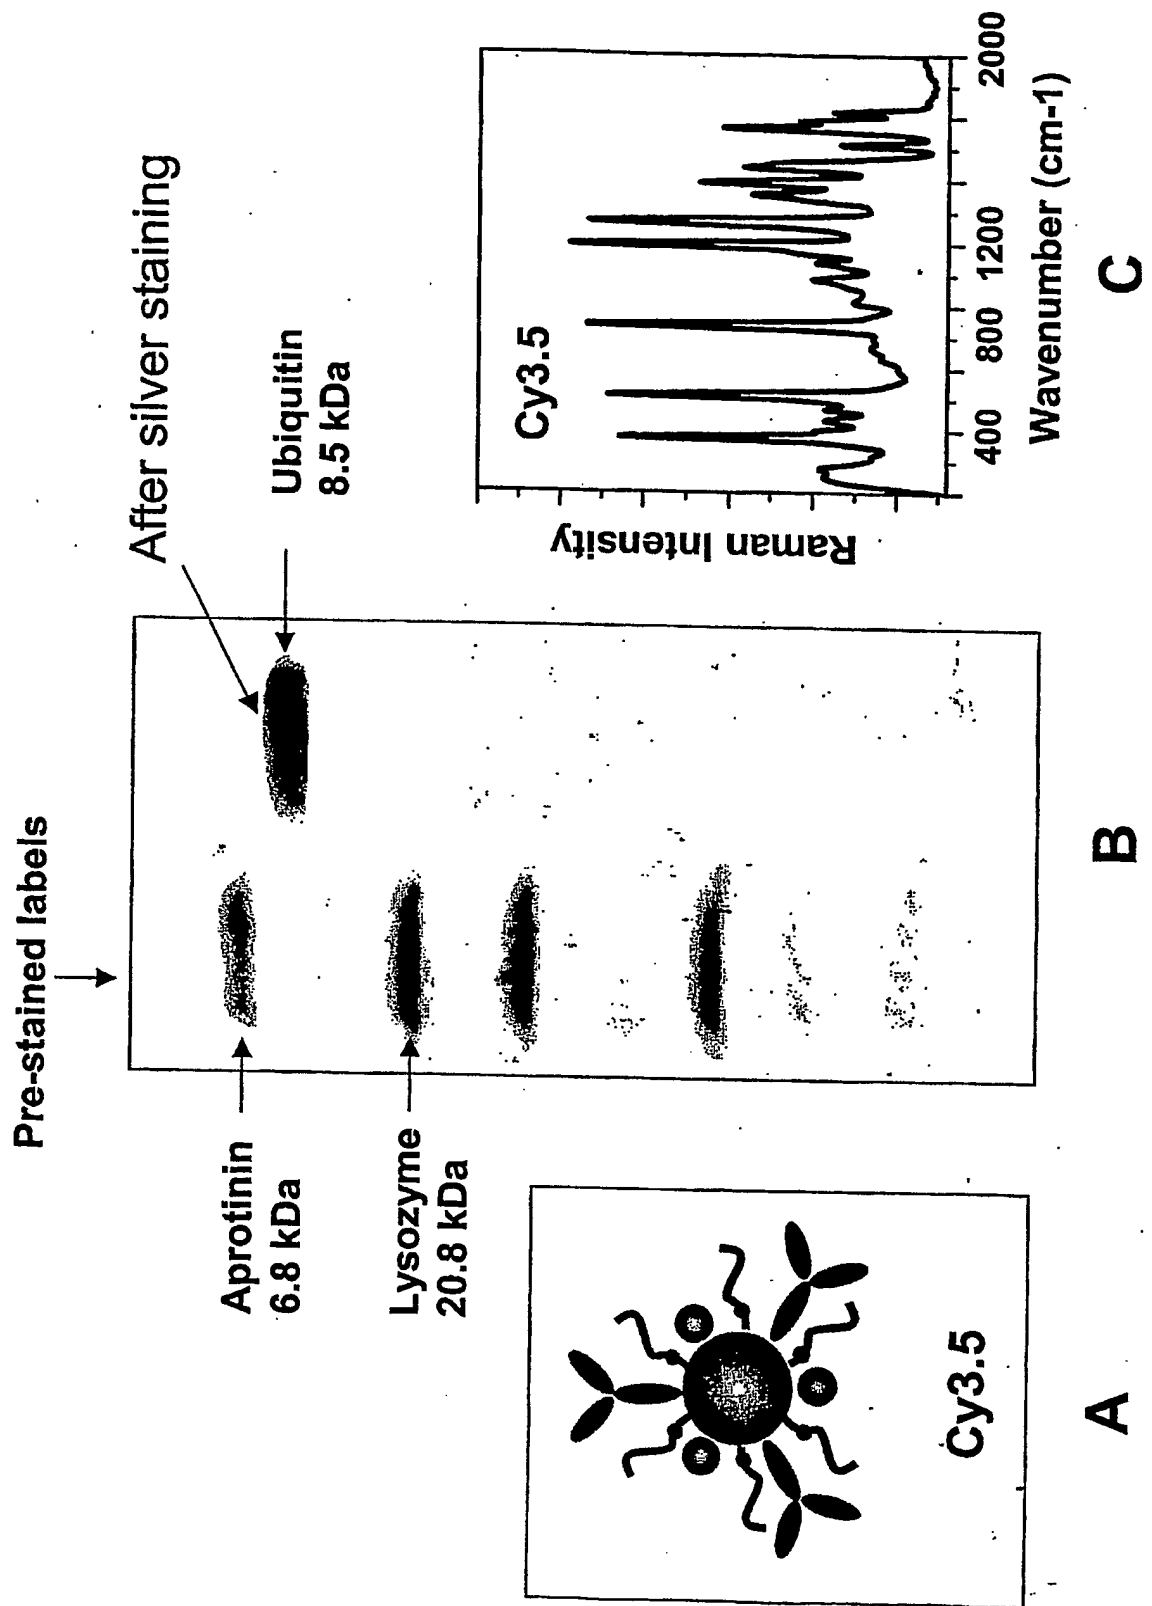 Pre-stained labels
After silver staining
Aprotinin
6.8 kDa
Lysozyme
20.8 kDa
Ubiquitin
8.5 kDa
Cy3.5
A
B
Cy3.5
Raman Intensity
400
800
1200
2000
Wavenumber (cm-1)
C